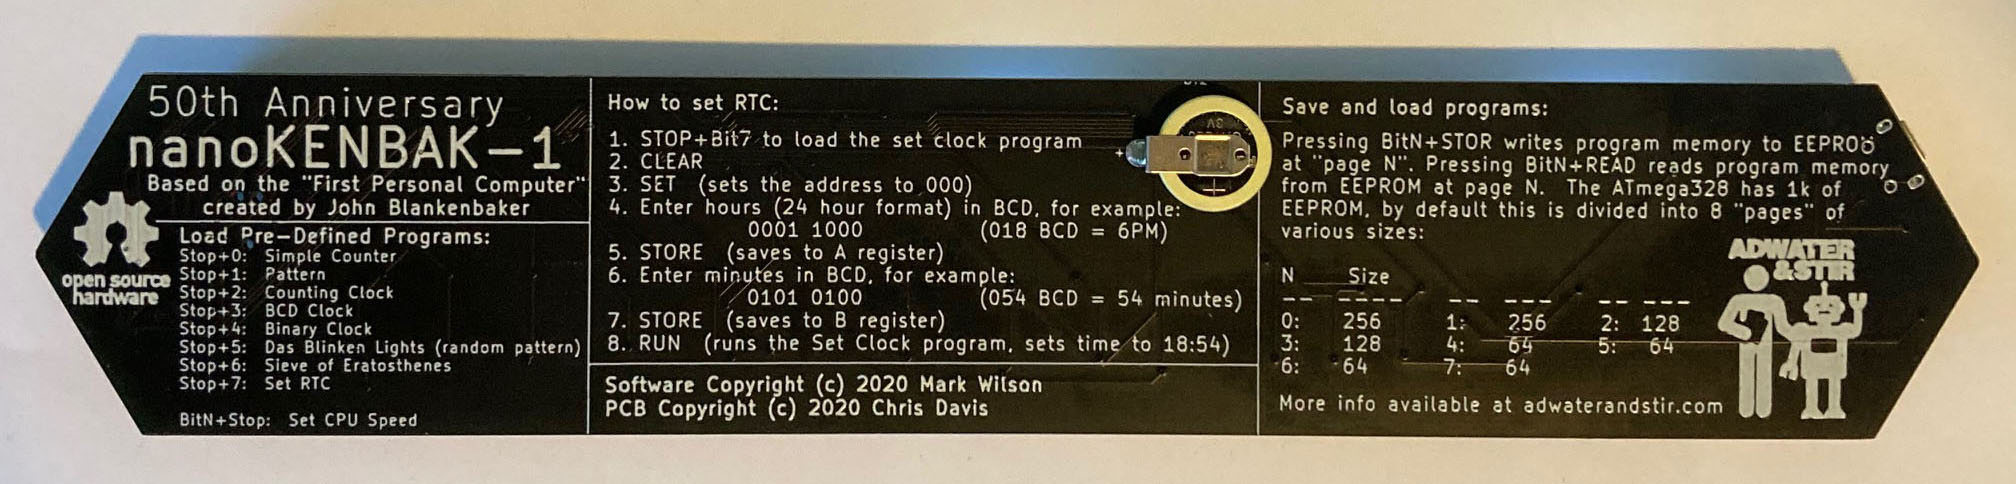 50th Anniversary
nanoKENBAK-1
Based on the "First Personal Computer"
created by John Blankenbaker
open source
hardware
Load Pre-Defined Programs:
Stop+0: Simple Counter
Stop+1: Pattern
Stop+2: Counting Clock
Stop+3: BCD Clock
Stop+4: Binary Clock
Stop+5: Das Blinken Lights (random pattern)
Stop+6: Sieve of Eratosthenes
Stop+7: Set RTC
BitN+Stop: Set CPU Speed
How to set RTC:
1. STOP+Bit7 to load the set clock program
2. CLEAR
3. SET (sets the address to 000)
4. Enter hours (24 hour format) in BCD, for example:
0001 1000 (018 BCD = 6PM)
5. STORE (saves to A register)
6. Enter minutes in BCD, for example:
0101 0100 (054 BCD = 54 minutes)
7. STORE (saves to B register)
8. RUN (runs the Set Clock program, sets time to 18:54)
Software Copyright (c) 2020 Mark Wilson
PCB Copyright (c) 2020 Chris Davis
+
Save and load programs:
Pressing BitN+STOR writes program memory to EEPROM
at "page N". Pressing BitN+READ reads program memory
from EEPROM at page N. The ATmega328 has 1k of
EEPROM, by default this is divided into 8 "pages" of
various sizes:
N Size
-- ---- -- --- -- ---
0: 256 1: 256 2: 128
3: 128 4: 64 5: 64
6: 64 7: 64
More info available at adwaterandstir.com
ADWATER
&STIR